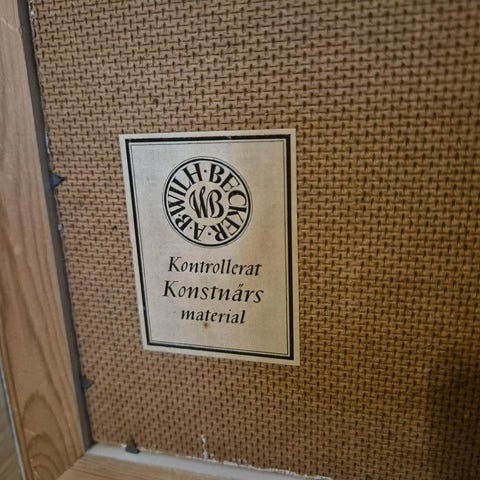 A.B. WILH. BECKER
WB
Kontrollerat
Konstnärs
material